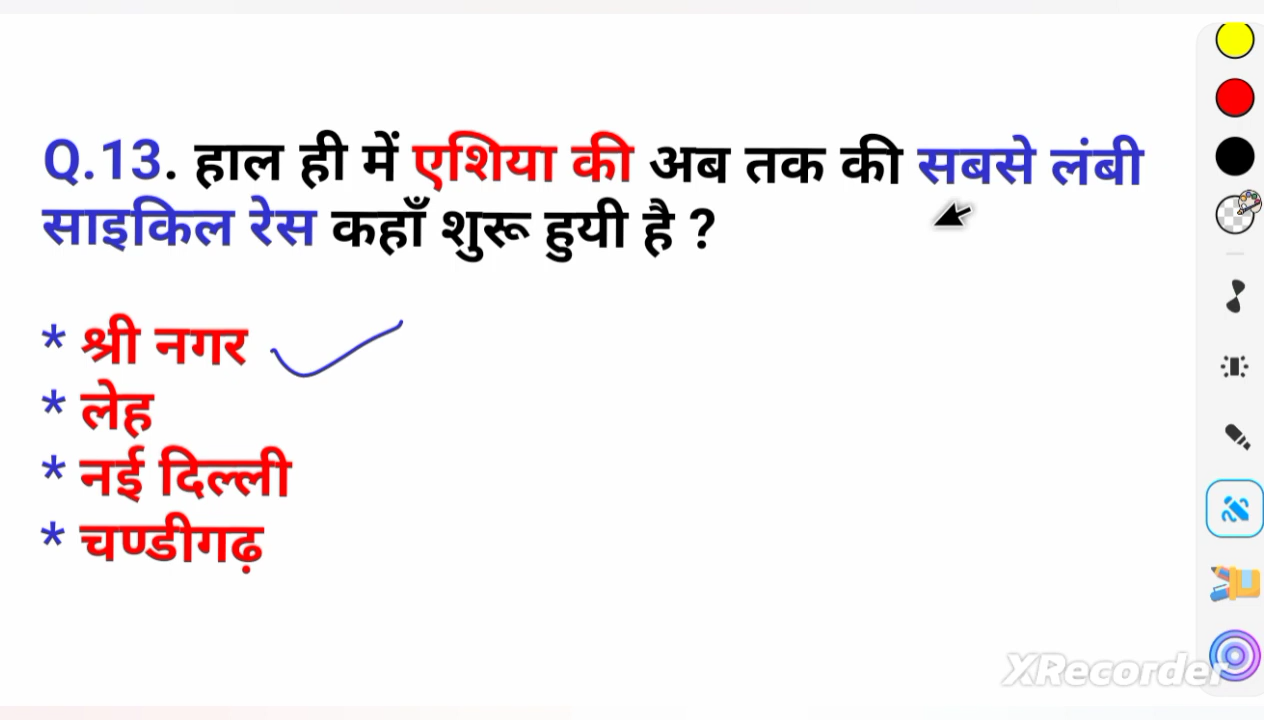 Q.13. हाल ही में एशिया की अब तक की सबसे लंबी
साइकिल रेस कहाँ शुरू हुयी है ?
* श्री नगर
* लेह
* नई दिल्ली
* चण्डीगढ़
XRecorder